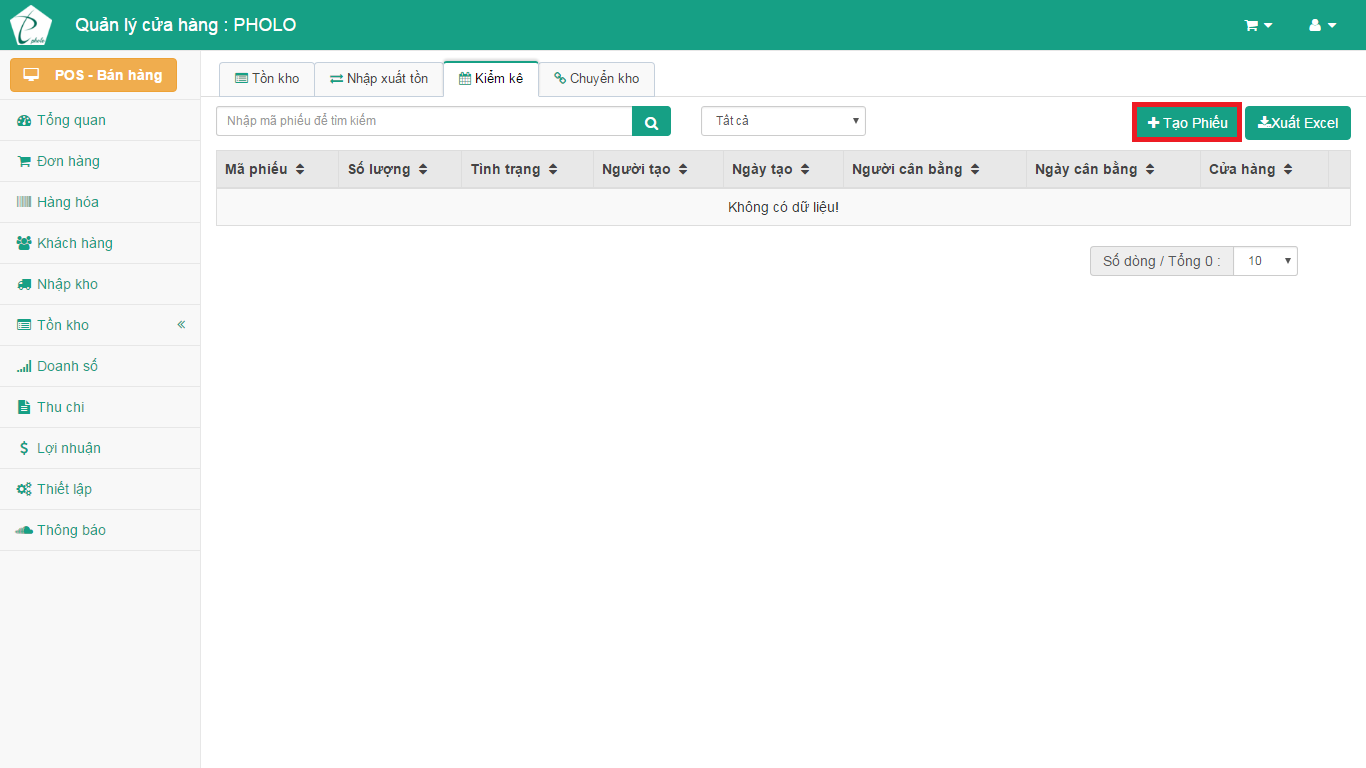 pholo
Quản lý cửa hàng : PHOLO
POS - Bán hàng
Tổng quan
Đơn hàng
Hàng hóa
Khách hàng
Nhập kho
Tồn kho
Doanh số
Thu chi
Lợi nhuận
Thiết lập
Thông báo
Tồn kho Nhập xuất tồn Kiểm kê Chuyển kho
Nhập mã phiếu để tìm kiếm Tất cả Tạo Phiếu Xuất Excel
Mã phiếu Số lượng Tình trạng Người tạo Ngày tạo Người cân bằng Ngày cân bằng Cửa hàng
Không có dữ liệu!
Số dòng / Tổng 0 : 10